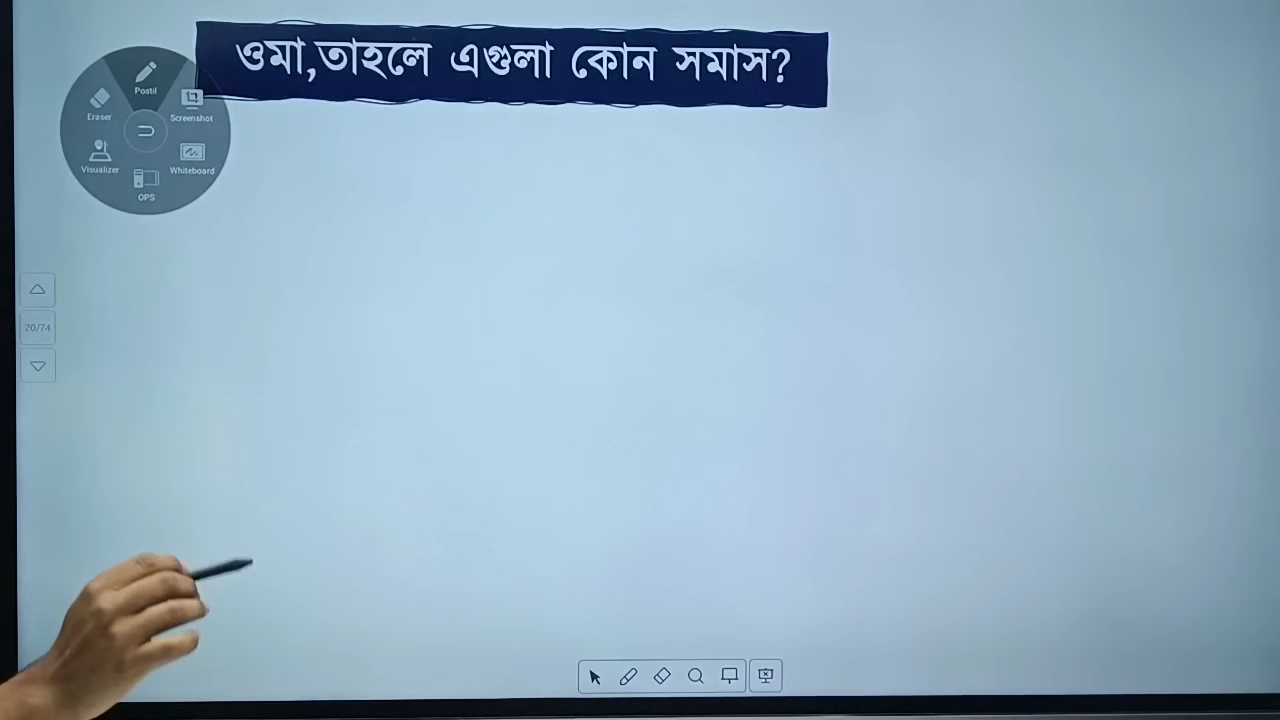 ওমা,তাহলে এগুলা কোন সমাস?
Postil
Eraser
Screenshot
Visualizer
Whiteboard
OPS
20/74